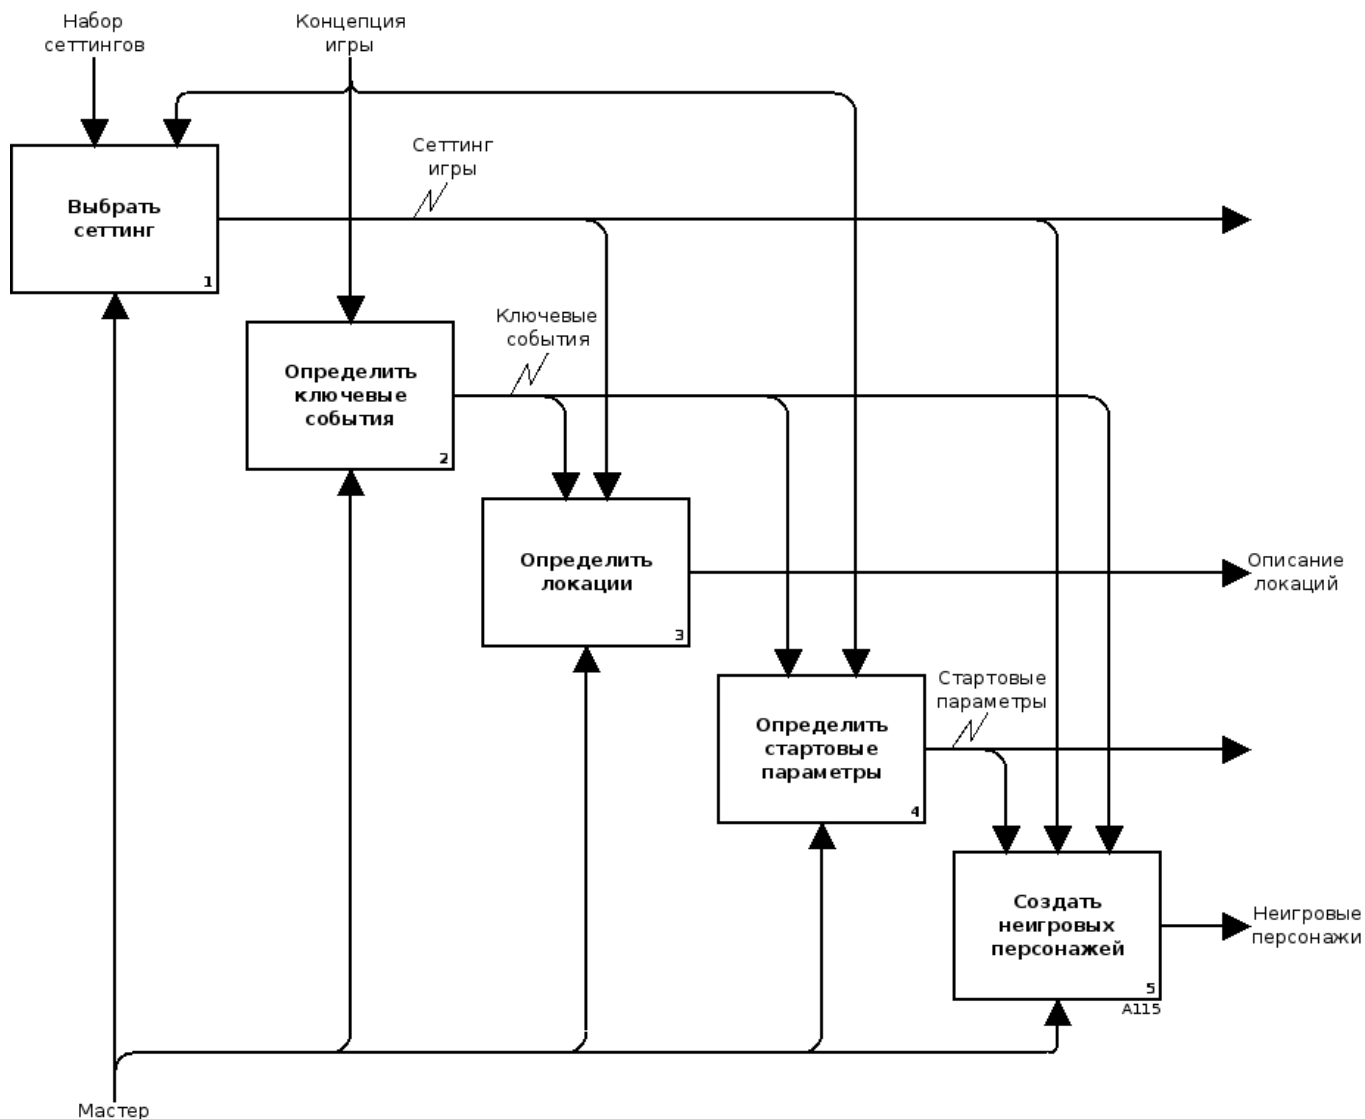 Набор
сеттингов
Концепция
игры
Сеттинг
игры
Выбрать
сеттинг
1
Ключевые
события
Определить
ключевые
события
2
Определить
локации
3
Описание
локаций
Стартовые
параметры
Определить
стартовые
параметры
4
Создать
неигровых
персонажей
5
A115
Неигровые
персонажи
Мастер